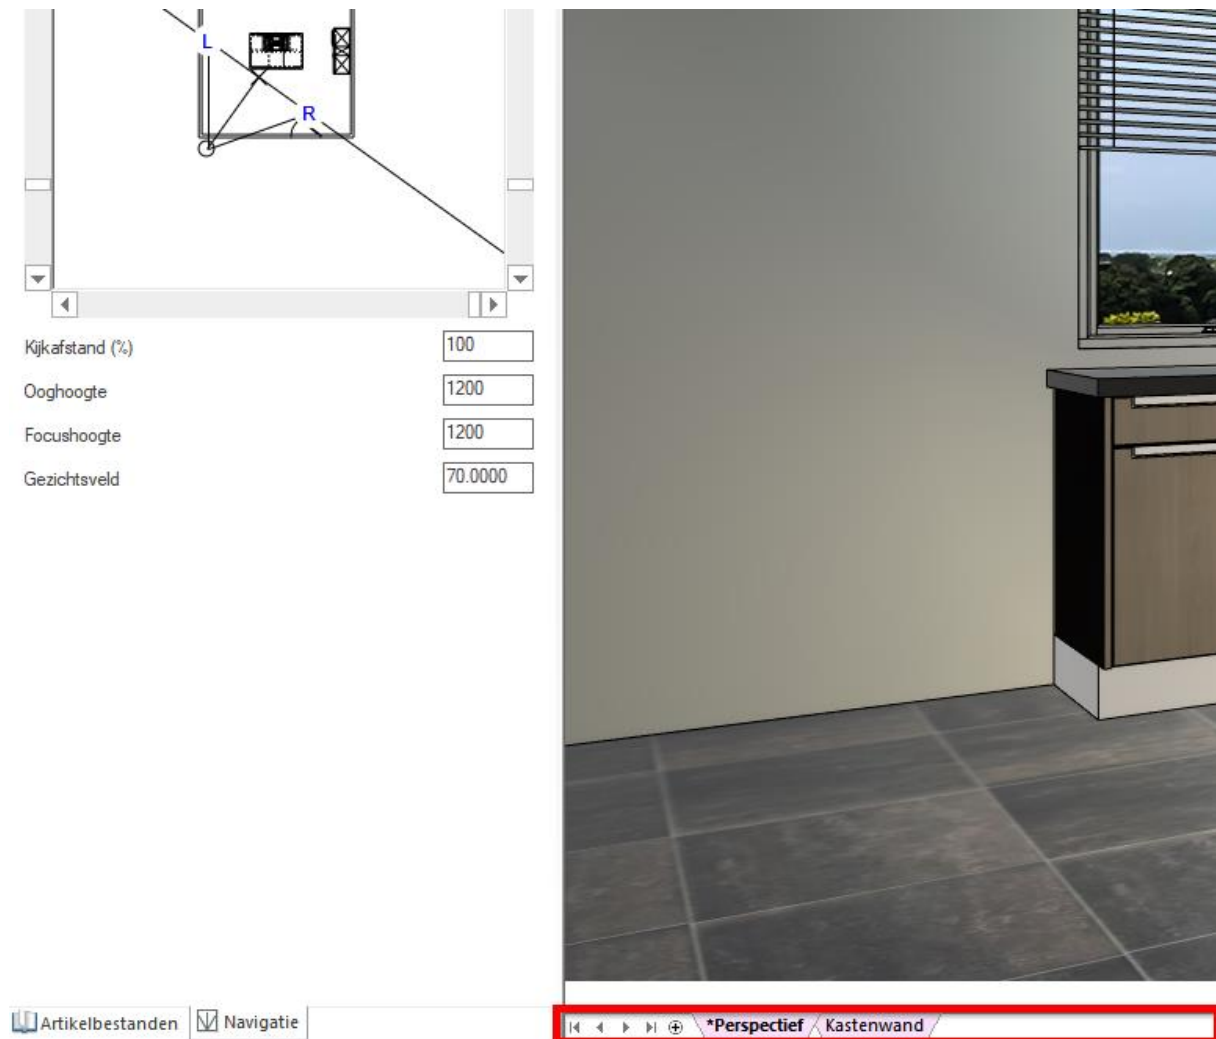 L
R
Kijkafstand (%) 100
Ooghoogte 1200
Focushoogte 1200
Gezichtsveld 70.0000
Artikelbestanden Navigatie *Perspectief Kastenwand